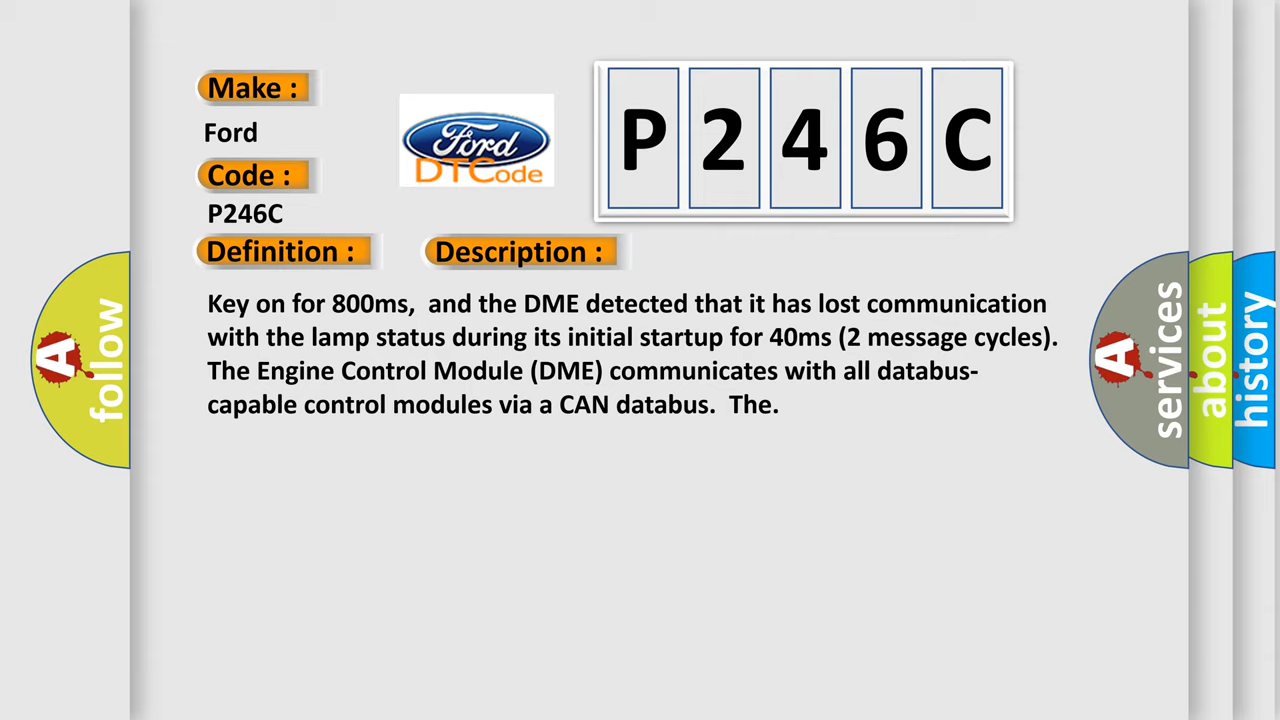 Make :
Ford
Code :
P246C
Ford
DTCode
P 2 4 6 C
Definition :
Description :
Key on for 800ms,  and the DME detected that it has lost communication
with the lamp status during its initial startup for 40ms (2 message cycles).
The Engine Control Module (DME) communicates with all databus-
capable control modules via a CAN databus  The.
A follow
A services
about
history